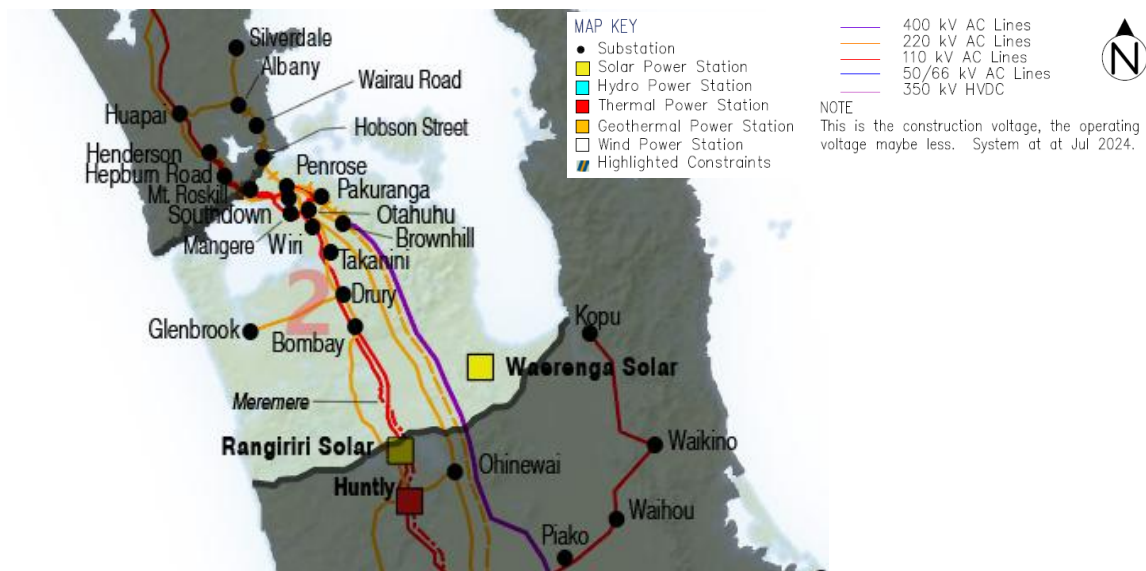 Silverdale
Albany
Wairau Road
Huapai
Hobson Street
Henderson
Penrose
Hepburn Road
Pakuranga
Mt. Roskill
Southdown
Otahuhu
Mangere
Wiri
Brownhill
Takanini
2
Drury
Glenbrook
Bombay
Kopu
Waerenga Solar
Meremere
Rangiriri Solar
Waikino
Ohinewai
Huntly
Waihou
Piako
MAP KEY
Substation
Solar Power Station
Hydro Power Station
Thermal Power Station
Geothermal Power Station
Wind Power Station
Highlighted Constraints
400 kV AC Lines
220 kV AC Lines
110 kV AC Lines
50/66 kV AC Lines
350 kV HVDC
NOTE
This is the construction voltage, the operating
voltage maybe less. System at at Jul 2024.
N